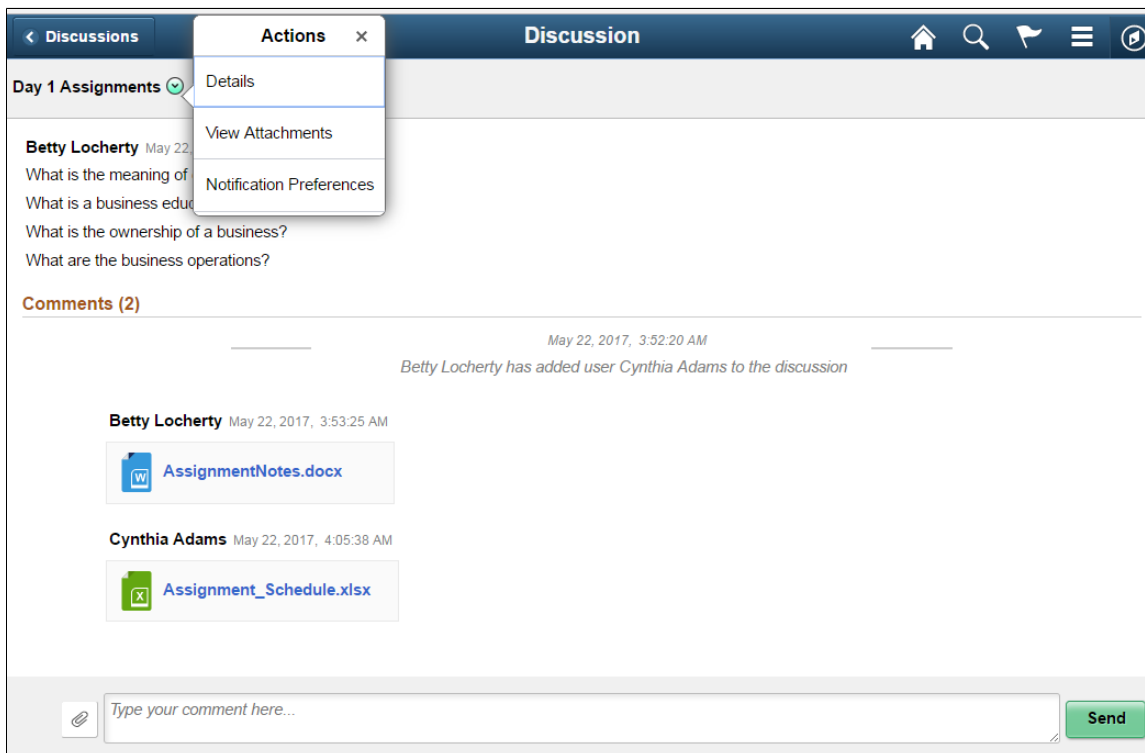 Discussions
Actions ×
Discussion
Day 1 Assignments
Details
View Attachments
Notification Preferences
Betty Locherty May 22,
What is the meaning of
What is a business educ
What is the ownership of a business?
What are the business operations?
Comments (2)
May 22, 2017, 3:52:20 AM
Betty Locherty has added user Cynthia Adams to the discussion
Betty Locherty May 22, 2017, 3:53:25 AM
W AssignmentNotes.docx
Cynthia Adams May 22, 2017, 4:05:38 AM
X Assignment_Schedule.xlsx
Type your comment here...
Send